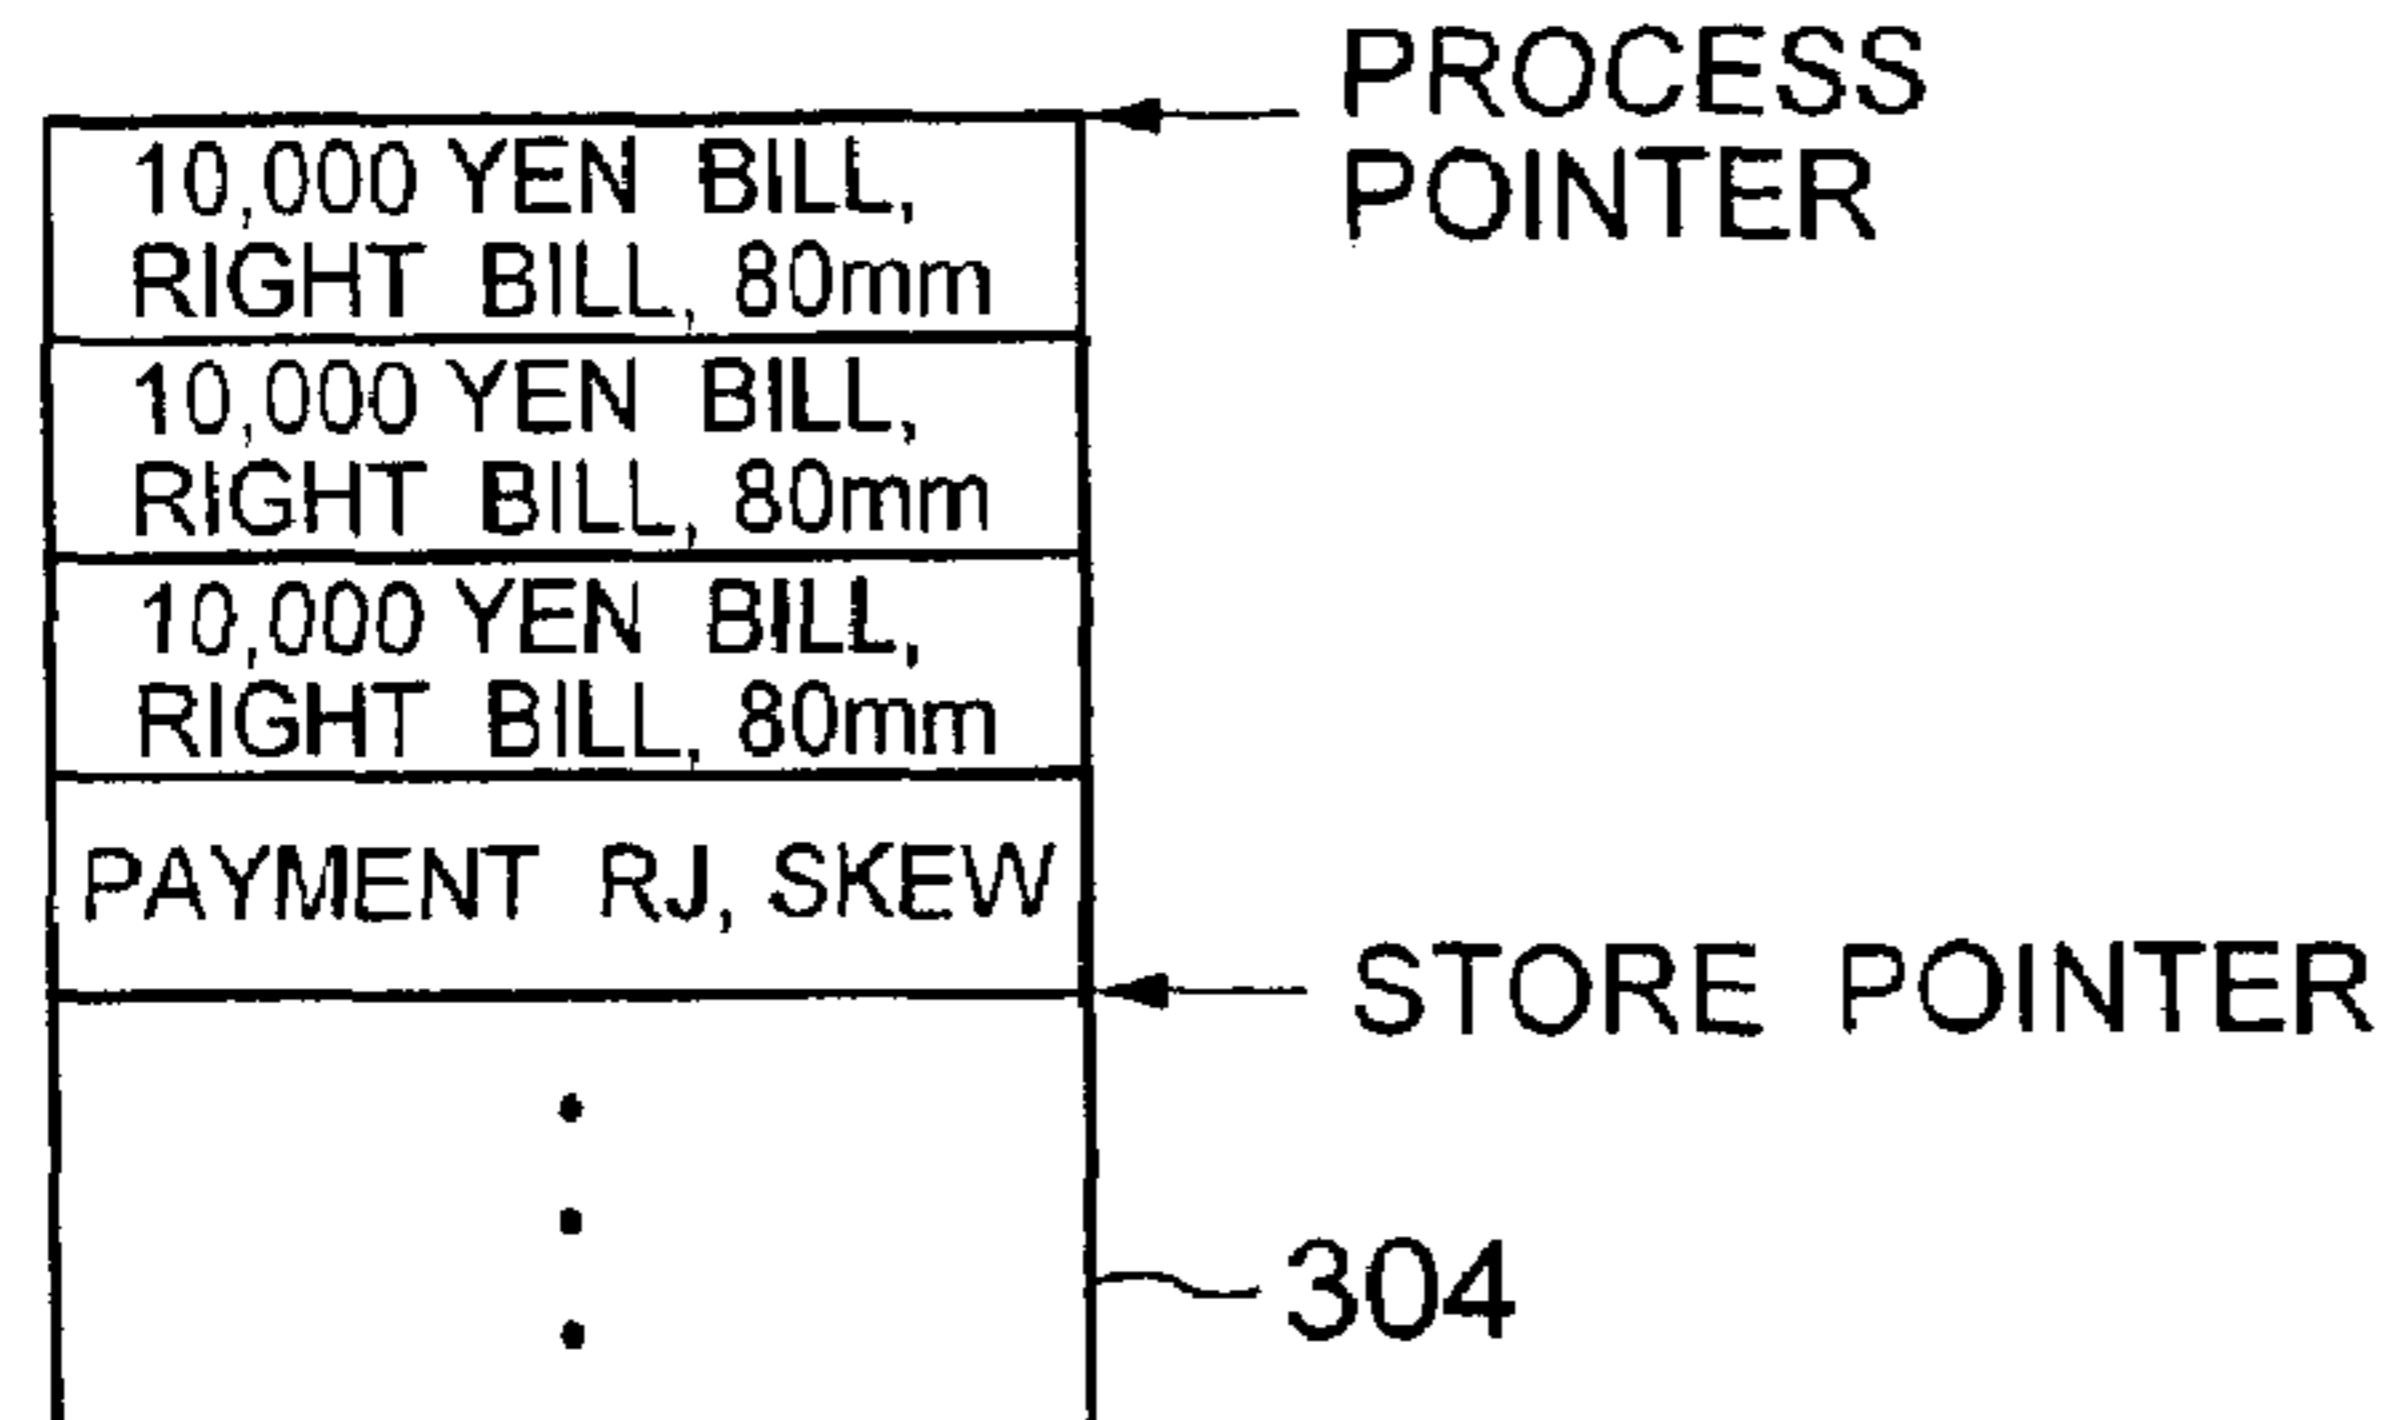 PROCESS
POINTER
10,000 YEN BILL,
RIGHT BILL, 80mm
10,000 YEN BILL,
RIGHT BILL, 80mm
10,000 YEN BILL,
RIGHT BILL, 80mm
PAYMENT RJ, SKEW
STORE POINTER
304